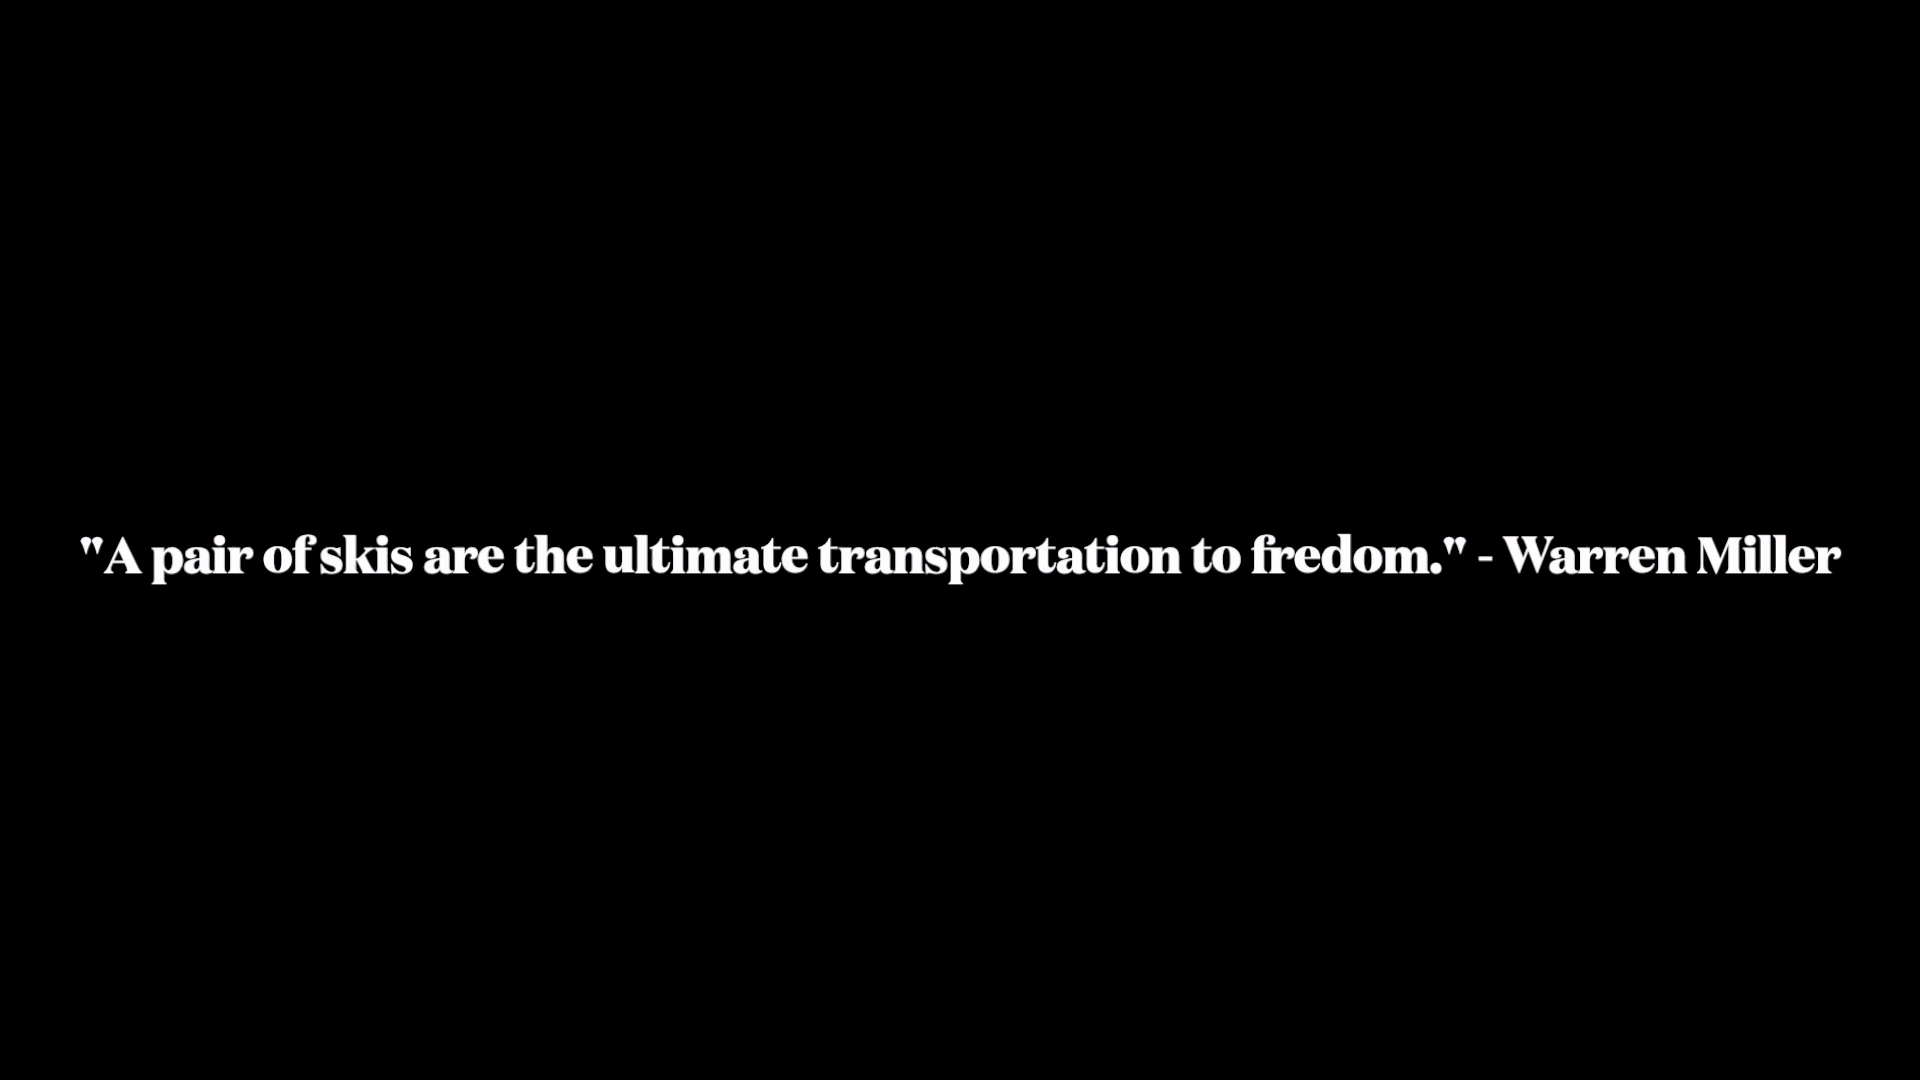 "A pair of skis are the ultimate transportation to fredom." - Warren Miller